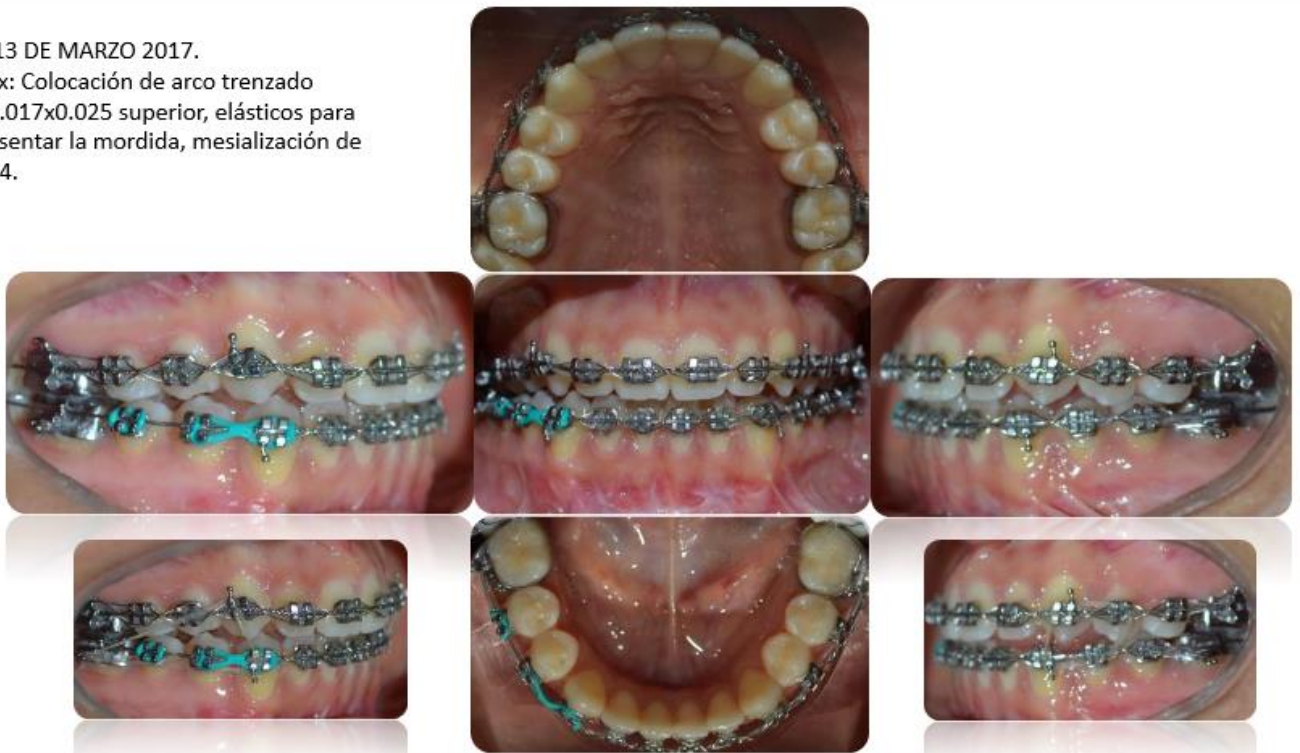 13 DE MARZO 2017.
x: Colocación de arco trenzado
.017x0.025 superior, elásticos para
sentar la mordida, mesialización de
4.